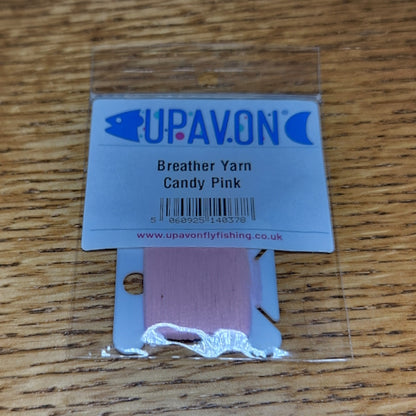 UPAVON
Breather Yarn
Candy Pink
5 060925 140378
www.upavonflyfishing.co.uk